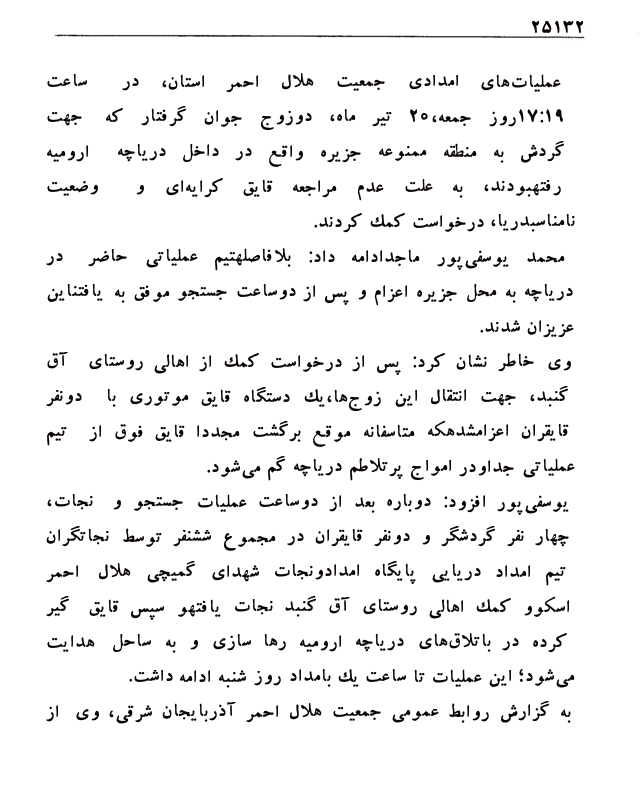 ۲۵۱۳۲
عملیات‌های امدادی جمعیت هلال احمر استان، در ساعت
۱۷:۱۹روز جمعه،۲۰ تیر ماه، دوزوج جوان گرفتار که جهت
گردش به منطقه ممنوعه جزیره واقع در داخل دریاچه ارومیه
رفتهبودند، به علت عدم مراجعه قایق کرایه‌ای و وضعیت
نامناسبدریا، درخواست کمك کردند.
محمد یوسفی‌پور ماجدادامه داد: بلافاصلهتیم عملیاتی حاضر در
دریاچه به محل جزیره اعزام و پس از دوساعت جستجو موفق به یافتناین
عزیزان شدند.
وی خاطر نشان کرد: پس از درخواست کمك از اهالی روستای آق
گنبد، جهت انتقال این زوج‌ها،یك دستگاه قایق موتوری با دونفر
قایقران اعزامشدهکه متاسفانه موقع برگشت مجددا قایق فوق از تیم
عملیاتی جداودر امواج پرتلاطم دریاچه گم می‌شود.
یوسفی‌پور افزود: دوباره بعد از دوساعت عملیات جستجو و نجات،
چهار نفر گردشگر و دونفر قایقران در مجموع ششنفر توسط نجاتگران
تیم امداد دریایی پایگاه امدادونجات شهدای گمیچی هلال احمر
اسکوو کمك اهالی روستای آق گنبد نجات یافتهو سپس قایق گیر
کرده در باتلاق‌های دریاچه ارومیه رها سازی و به ساحل هدایت
می‌شود؛ این عملیات تا ساعت یك بامداد روز شنبه ادامه داشت.
به گزارش روابط عمومی جمعیت هلال احمر آذربایجان شرقی، وی از